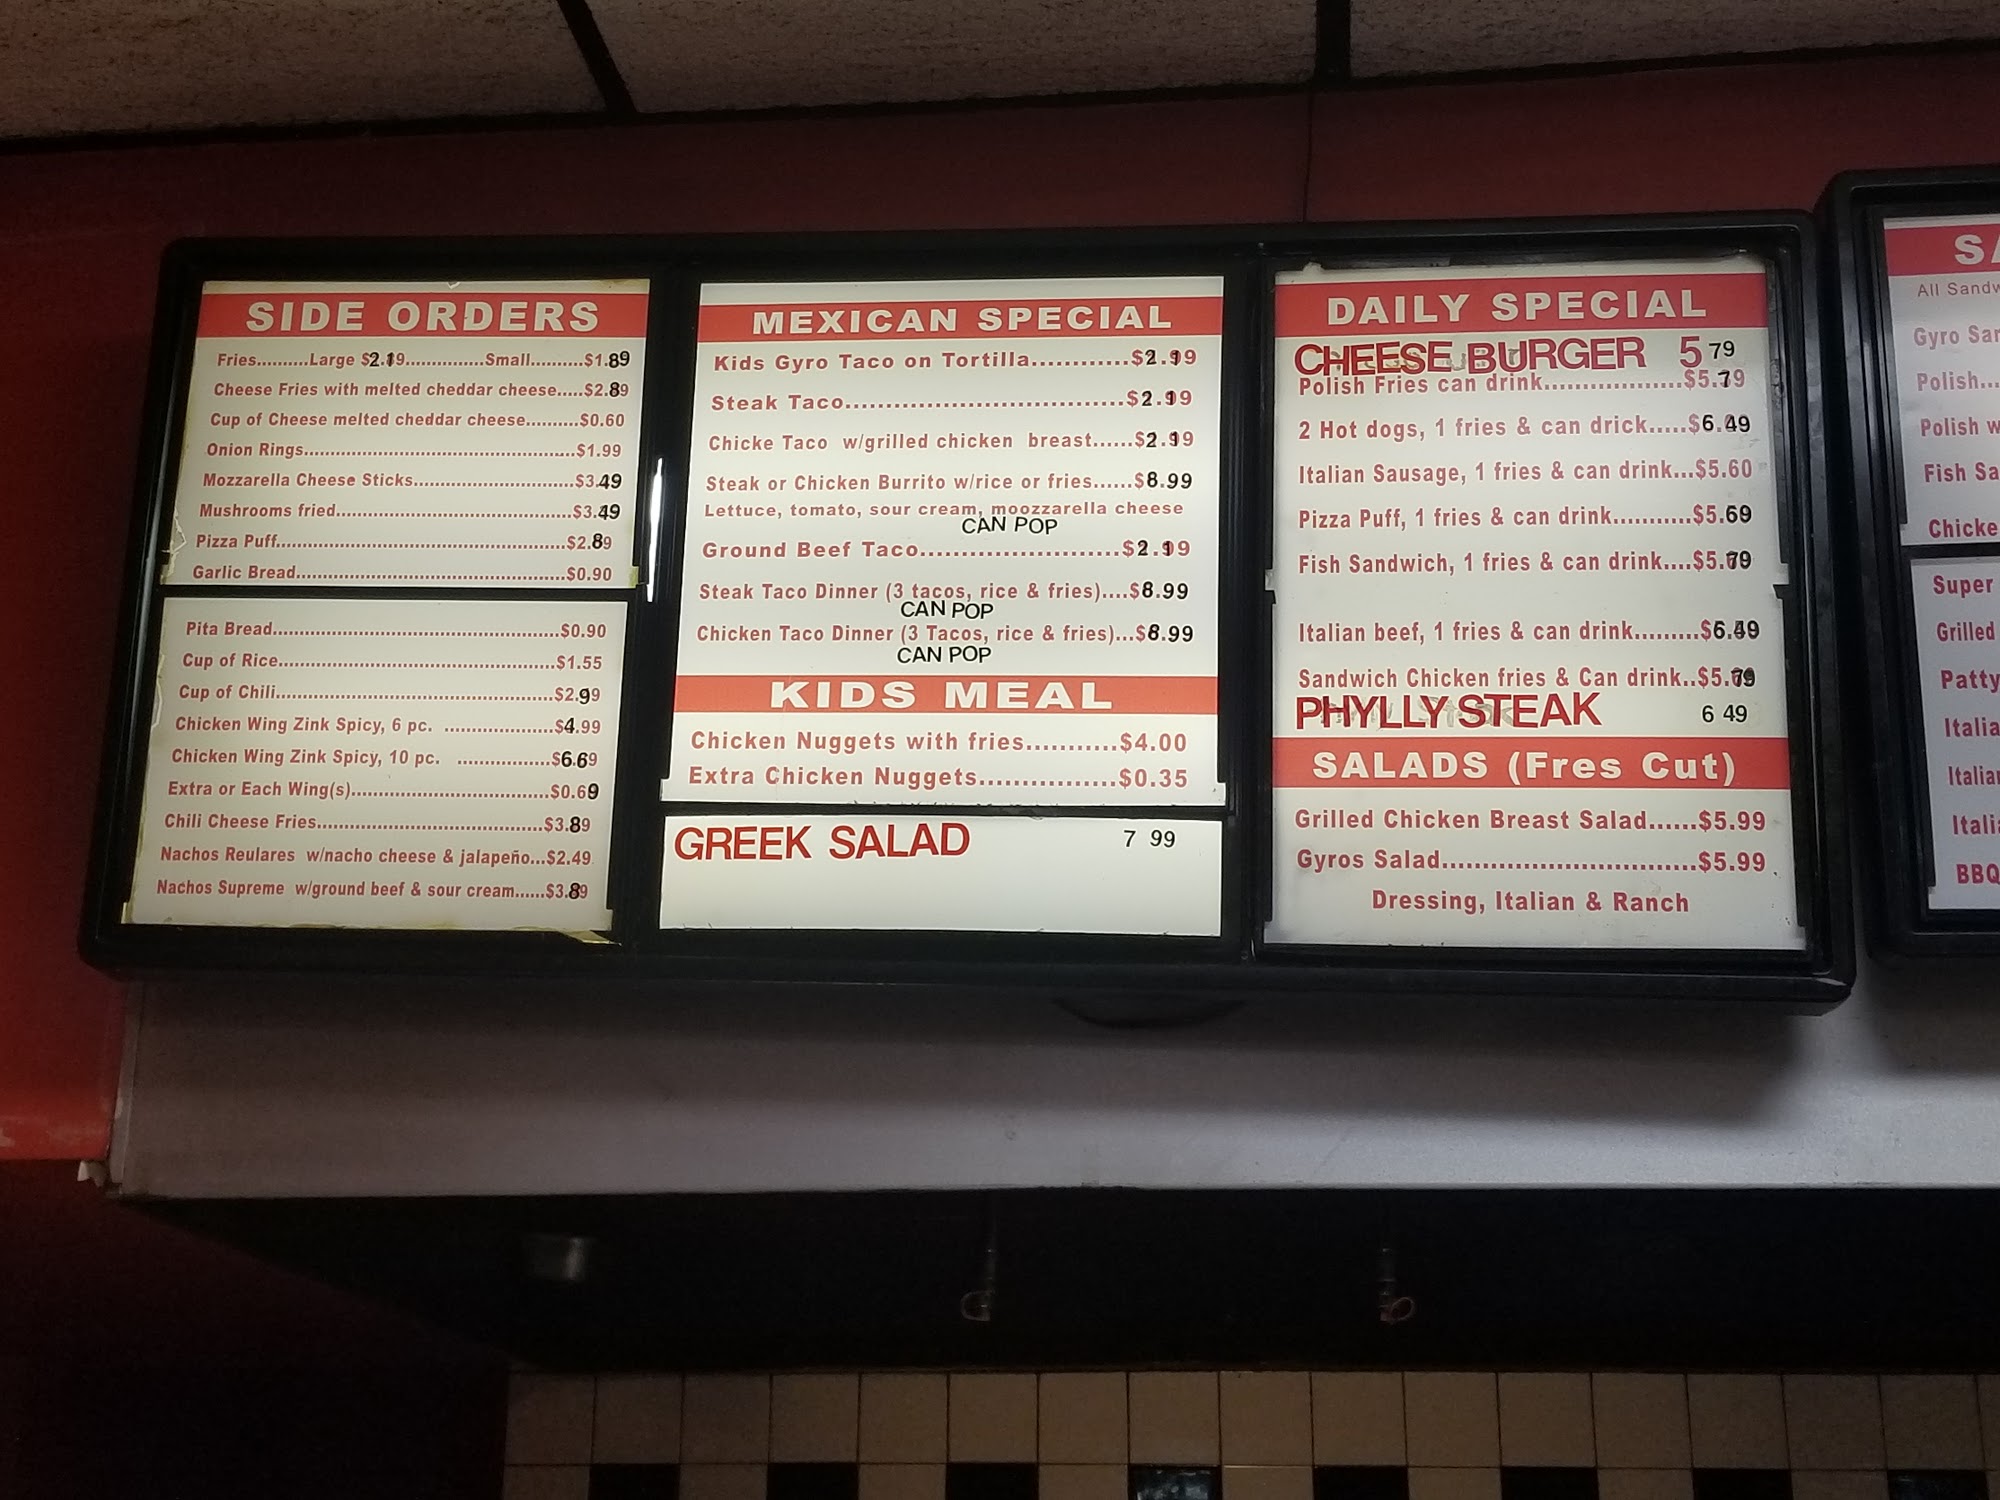 SIDE ORDERS
Fries..........Large $2.19...............Small..........$1.89
Cheese Fries with melted cheddar cheese.....$2.89
Cup of Cheese melted cheddar cheese..........$0.60
Onion Rings....................................................$1.99
Mozzarella Cheese Sticks..............................$3.49
Mushrooms fried.............................................$3.49
Pizza Puff.......................................................$2.89
Garlic Bread...................................................$0.90
Pita Bread......................................................$0.90
Cup of Rice....................................................$1.55
Cup of Chili....................................................$2.99
Chicken Wing Zink Spicy, 6 pc. ...................$4.99
Chicken Wing Zink Spicy, 10 pc. .................$6.69
Extra or Each Wing(s)....................................$0.69
Chili Cheese Fries..........................................$3.89
Nachos Reulares w/nacho cheese & jalapeño...$2.49
Nachos Supreme w/ground beef & sour cream......$3.89
MEXICAN SPECIAL
Kids Gyro Taco on Tortilla............$2.19
Steak Taco..................................$2.19
Chicke Taco w/grilled chicken breast......$2.19
Steak or Chicken Burrito w/rice or fries......$8.99
Lettuce, tomato, sour cream, moozzarella cheese
CAN POP
Ground Beef Taco.........................$2.19
Steak Taco Dinner (3 tacos, rice & fries)....$8.99
CAN POP
Chicken Taco Dinner (3 Tacos, rice & fries)...$8.99
CAN POP
KIDS MEAL
Chicken Nuggets with fries...........$4.00
Extra Chicken Nuggets................$0.35
GREEK SALAD 7 99
DAILY SPECIAL
CHEESE BURGER 5 79
Polish Fries can drink...................$5.79
2 Hot dogs, 1 fries & can drick.....$6.49
Italian Sausage, 1 fries & can drink...$5.60
Pizza Puff, 1 fries & can drink...........$5.69
Fish Sandwich, 1 fries & can drink....$5.79
Italian beef, 1 fries & can drink.........$6.49
Sandwich Chicken fries & Can drink..$5.79
PHYLLY STEAK 6 49
SALADS (Fres Cut)
Grilled Chicken Breast Salad......$5.99
Gyros Salad...............................$5.99
Dressing, Italian & Ranch
All
Gyro
Polish...
Polish
Fish
Super
Grilled
Patty
BBQ